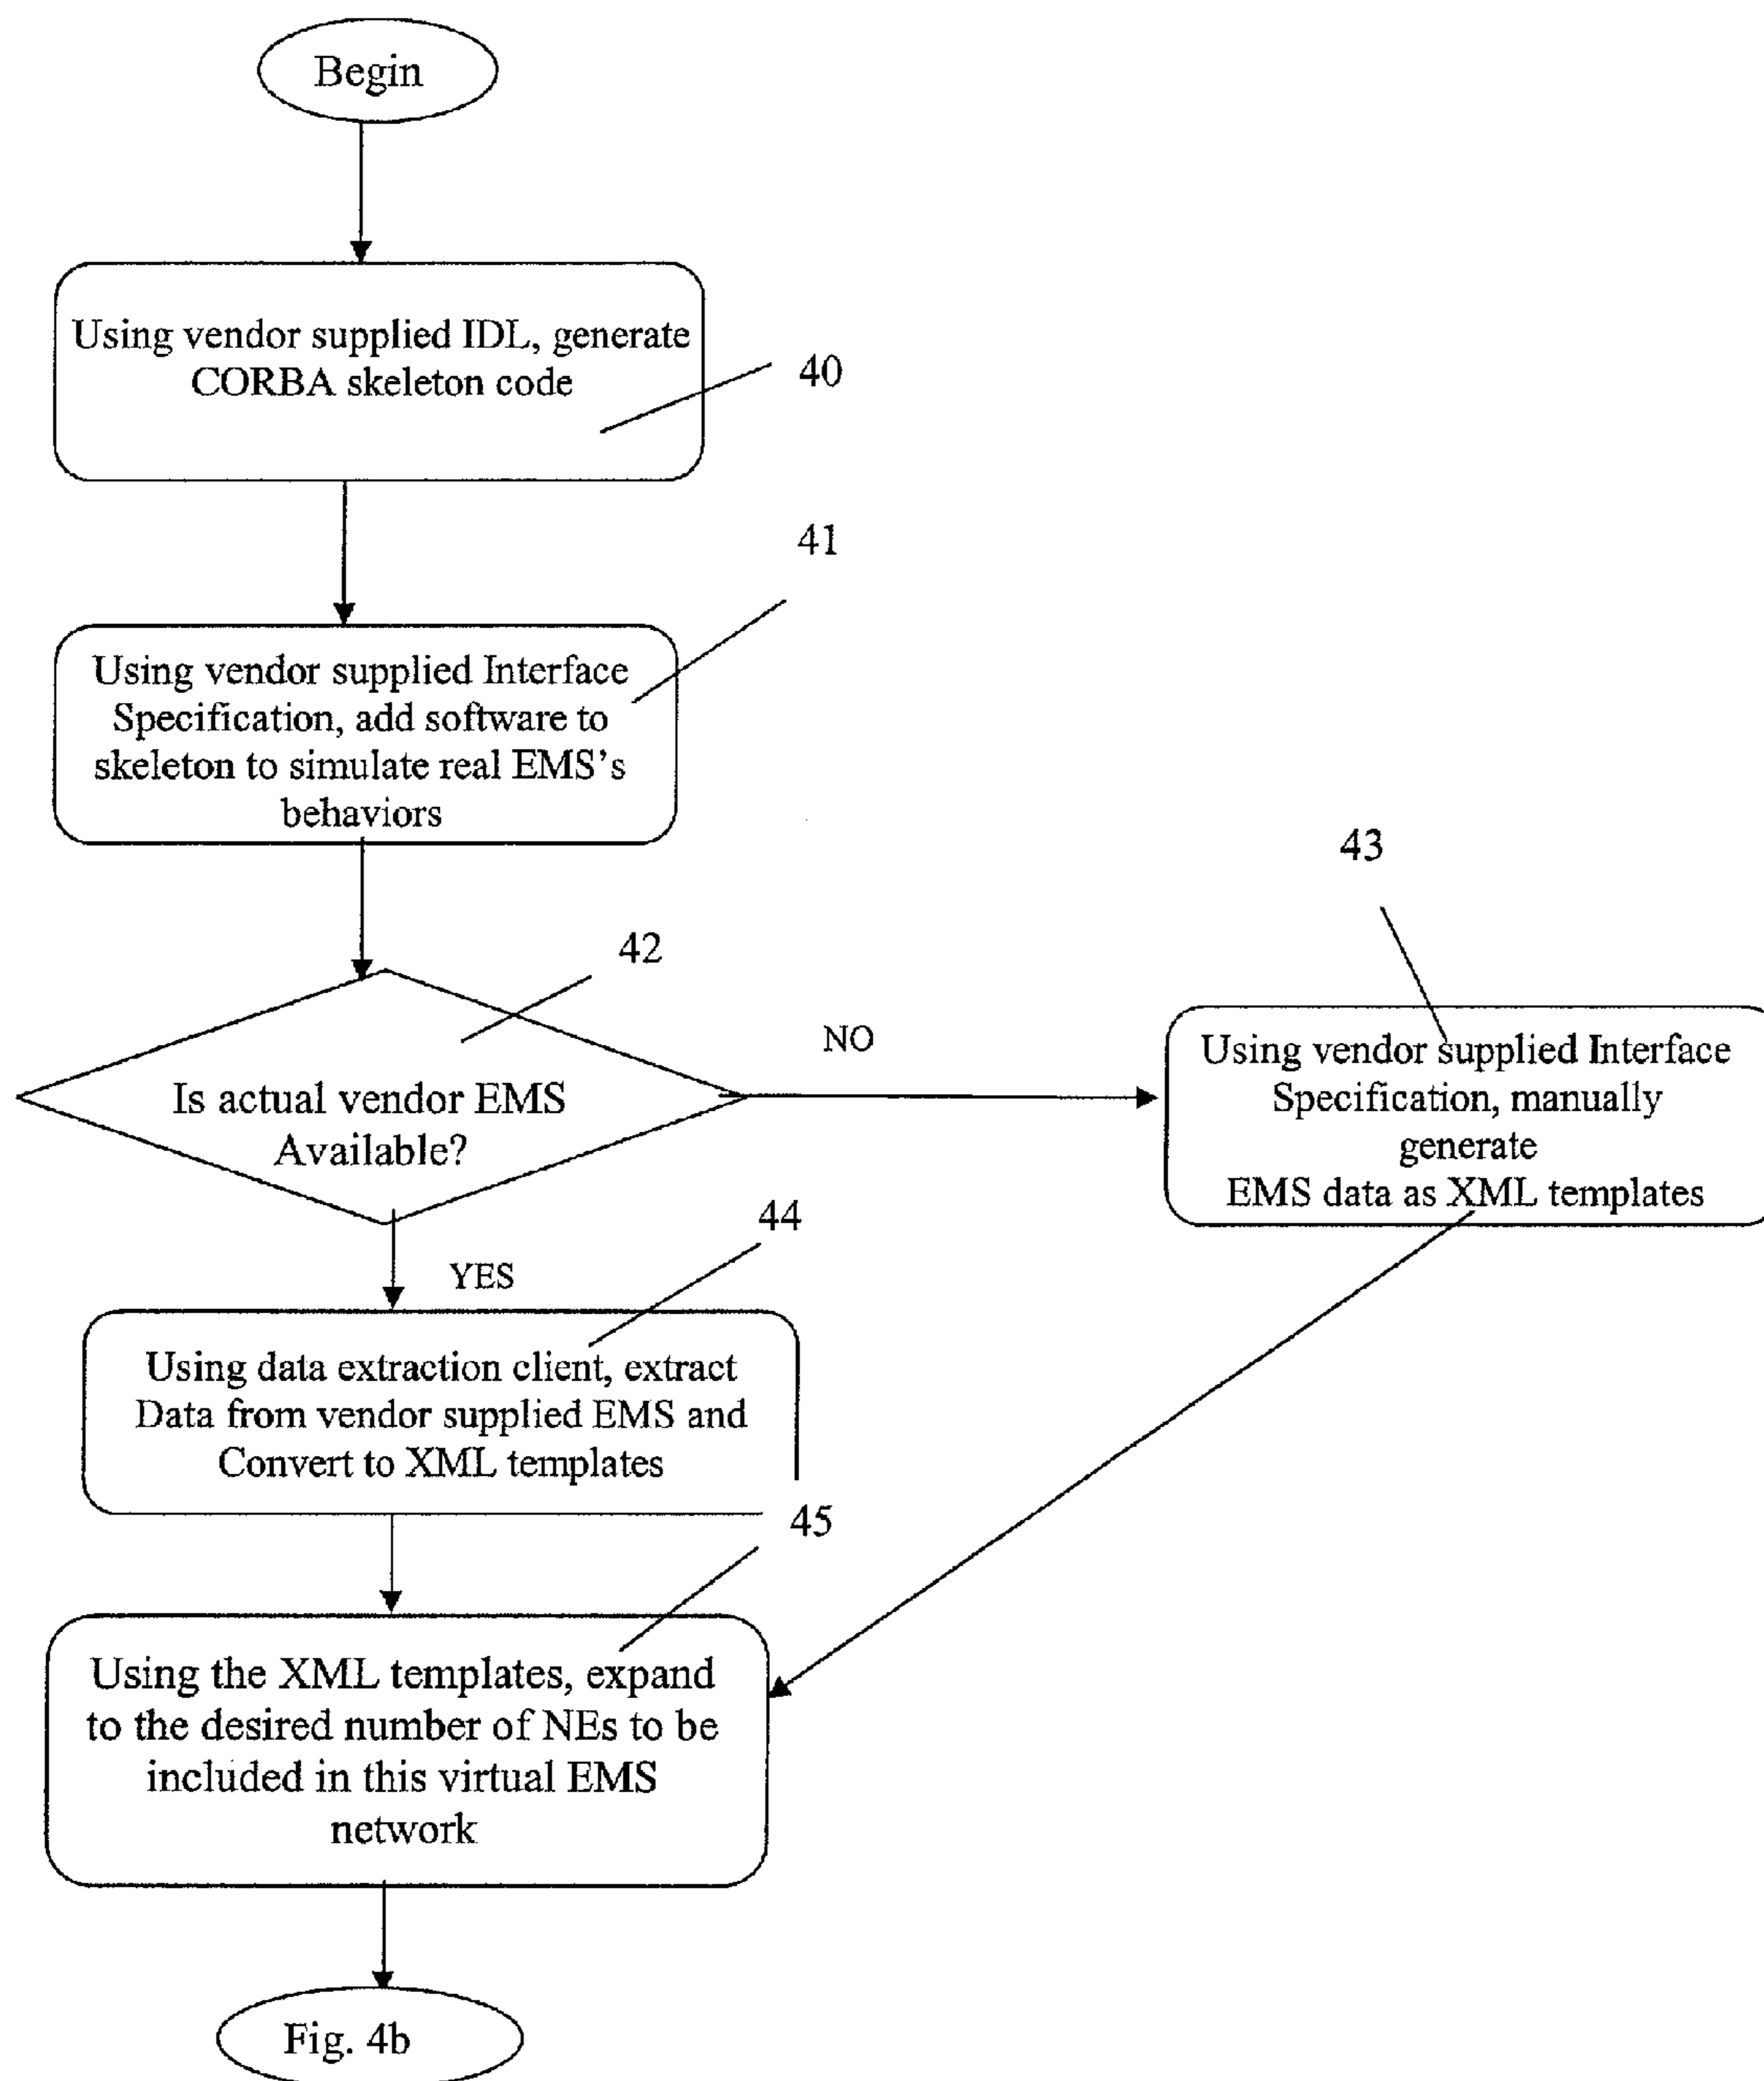 Begin
Using vendor supplied IDL, generate
CORBA skeleton code
40
41
Using vendor supplied Interface
Specification, add software to
skeleton to simulate real EMS's
behaviors
42
Is actual vendor EMS
Available?
NO
43
Using vendor supplied Interface
Specification, manually
generate
EMS data as XML templates
YES
44
Using data extraction client, extract
Data from vendor supplied EMS and
Convert to XML templates
45
Using the XML templates, expand
to the desired number of NEs to be
included in this virtual EMS
network
Fig. 4b